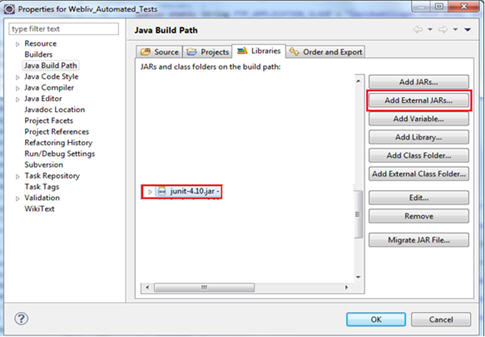 Properties for Webliv_Automated_Tests
type filter text
Resource
Builders
Java Build Path
Java Code Style
Java Compiler
Java Editor
Javadoc Location
Project Facets
Project References
Refactoring History
Run/Debug Settings
Subversion
Task Repository
Task Tags
Validation
WikiText
Java Build Path
Source
Projects
Libraries
Order and Export
JARs and class folders on the build path:
junit-4.10.jar -
Add JARs...
Add External JARs...
Add Variable...
Add Library...
Add Class Folder...
Add External Class Folder...
Edit...
Remove
Migrate JAR File...
OK
Cancel